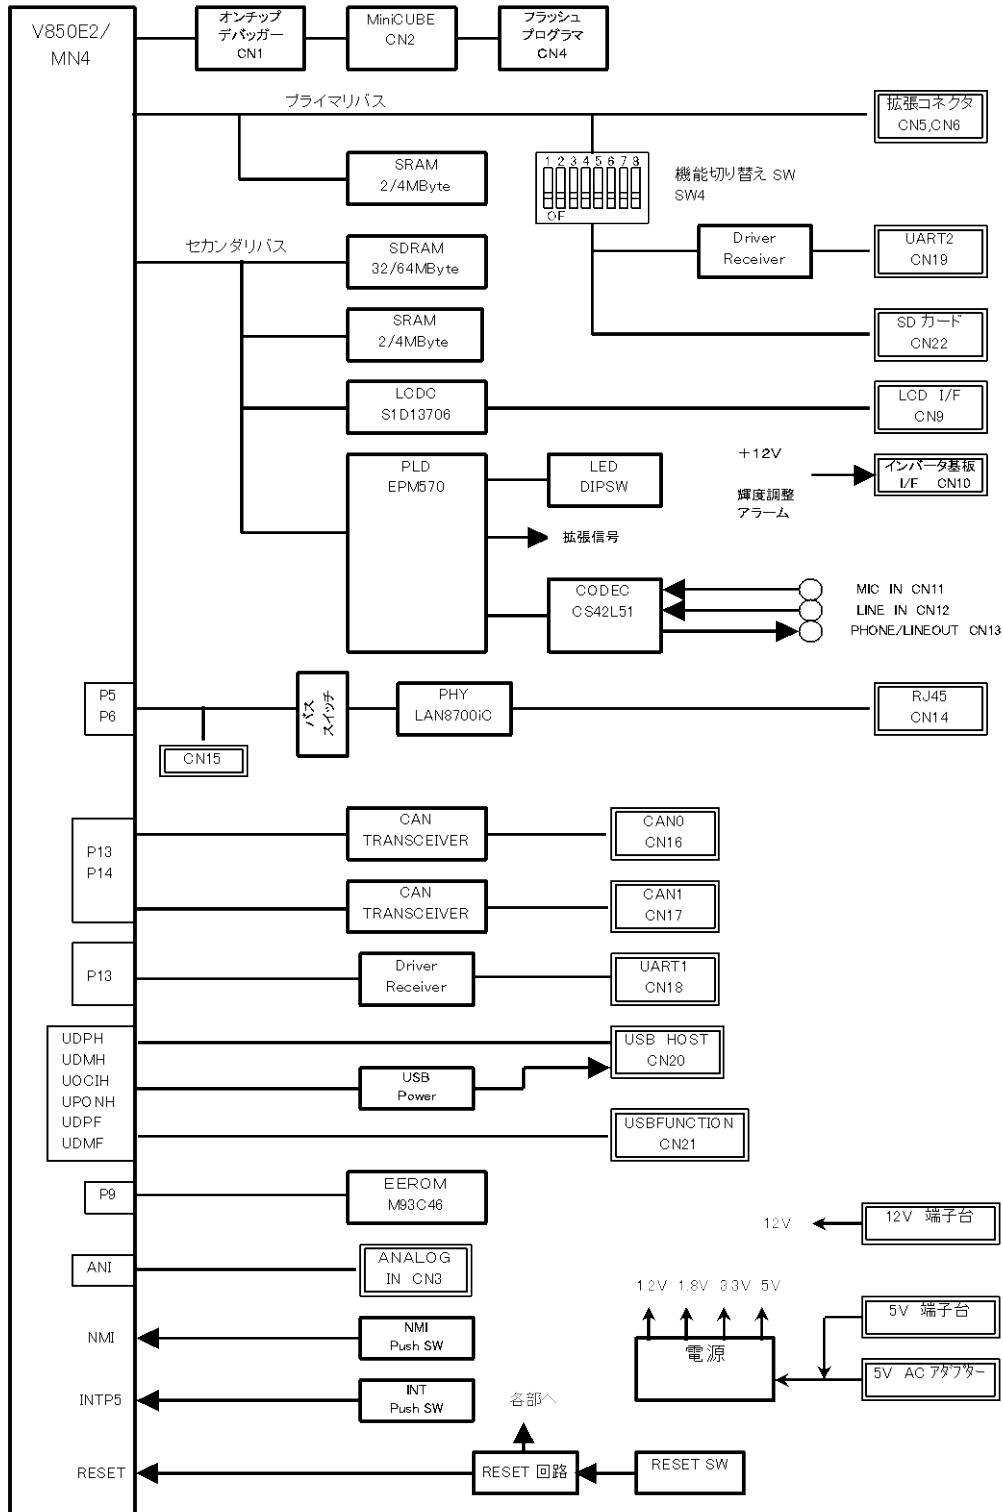 V850E2/
MN4
オンチップ
デバッガー
CN1
MiniCUBE
CN2
フラッシュ
プログラマ
CN4
プライマリバス
拡張コネクタ
CN5,CN6
SRAM
2/4MByte
1 2 3 4 5 6 7 8
OF
機能切り替え SW
SW4
セカンダリバス
SDRAM
32/64MByte
Driver
Receiver
UART2
CN19
SRAM
2/4MByte
SD カード
CN22
LCDC
S1D13706
LCD I/F
CN9
PLD
EPM570
LED
DIPSW
+12V
インバータ基板
I/F CN10
輝度調整
アラーム
拡張信号
CODEC
CS42L51
MIC IN CN11
LINE IN CN12
PHONE/LINEOUT CN13
P5
P6
バス
スイッチ
PHY
LAN8700iC
RJ45
CN14
CN15
P13
P14
CAN
TRANSCEIVER
CAN0
CN16
CAN
TRANSCEIVER
CAN1
CN17
P13
Driver
Receiver
UART1
CN18
UDPH
UDMH
UOCIH
UPONH
UDPF
UDMF
USB HOST
CN20
USB
Power
USBFUNCTION
CN21
P9
EEROM
M93C46
12V
12V 端子台
ANI
ANALOG
IN CN3
1.2V 1.8V 3.3V 5V
5V 端子台
NMI
NMI
Push SW
電源
5V AC アダプター
INTP5
INT
Push SW
各部へ
RESET
RESET 回路
RESET SW